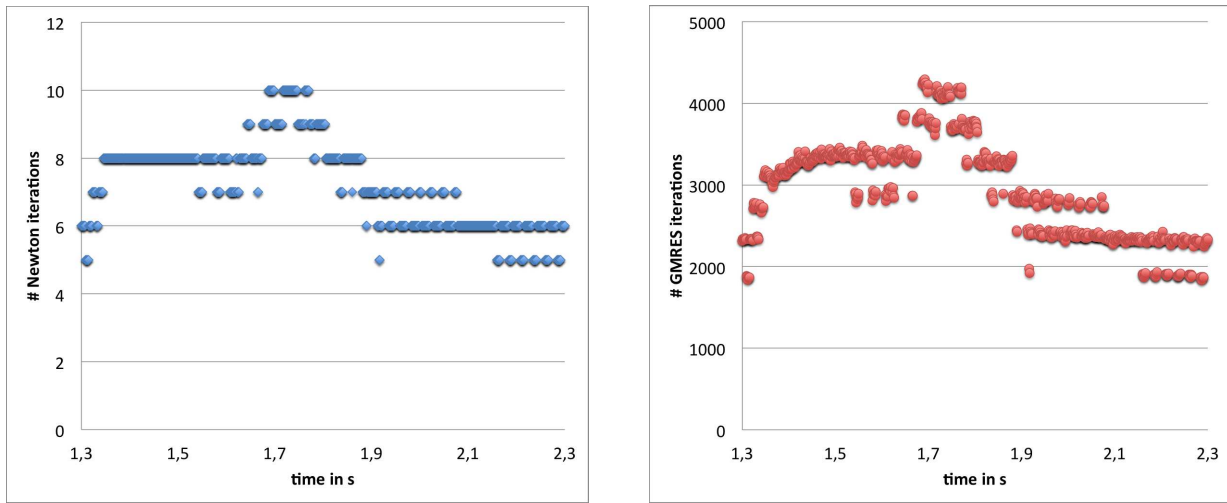 12
10
8
6
4
2
0
# Newton iterations
1,3 1,5 1,7 1,9 2,1 2,3
time in s
5000
4000
3000
2000
1000
0
# GMRES iterations
1,3 1,5 1,7 1,9 2,1 2,3
time in s